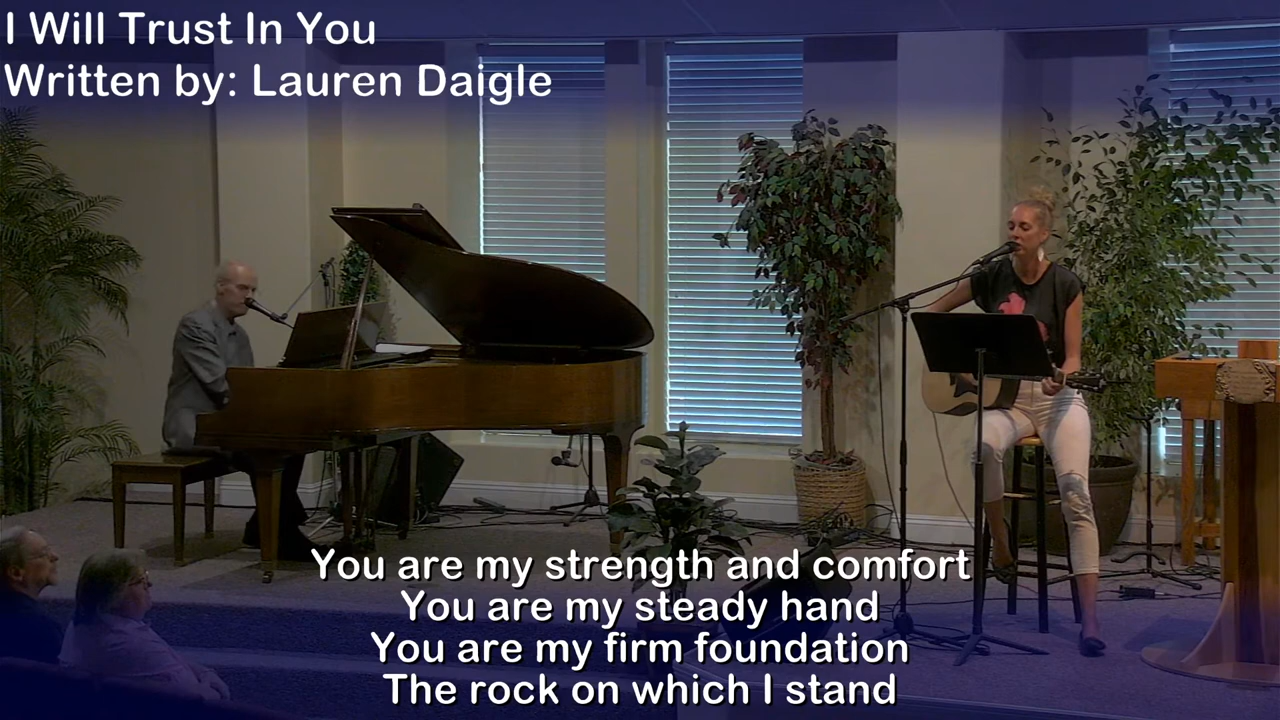 I Will Trust In You
Written by: Lauren Daigle
You are my strength and comfort
You are my steady hand
You are my firm foundation
The rock on which I stand